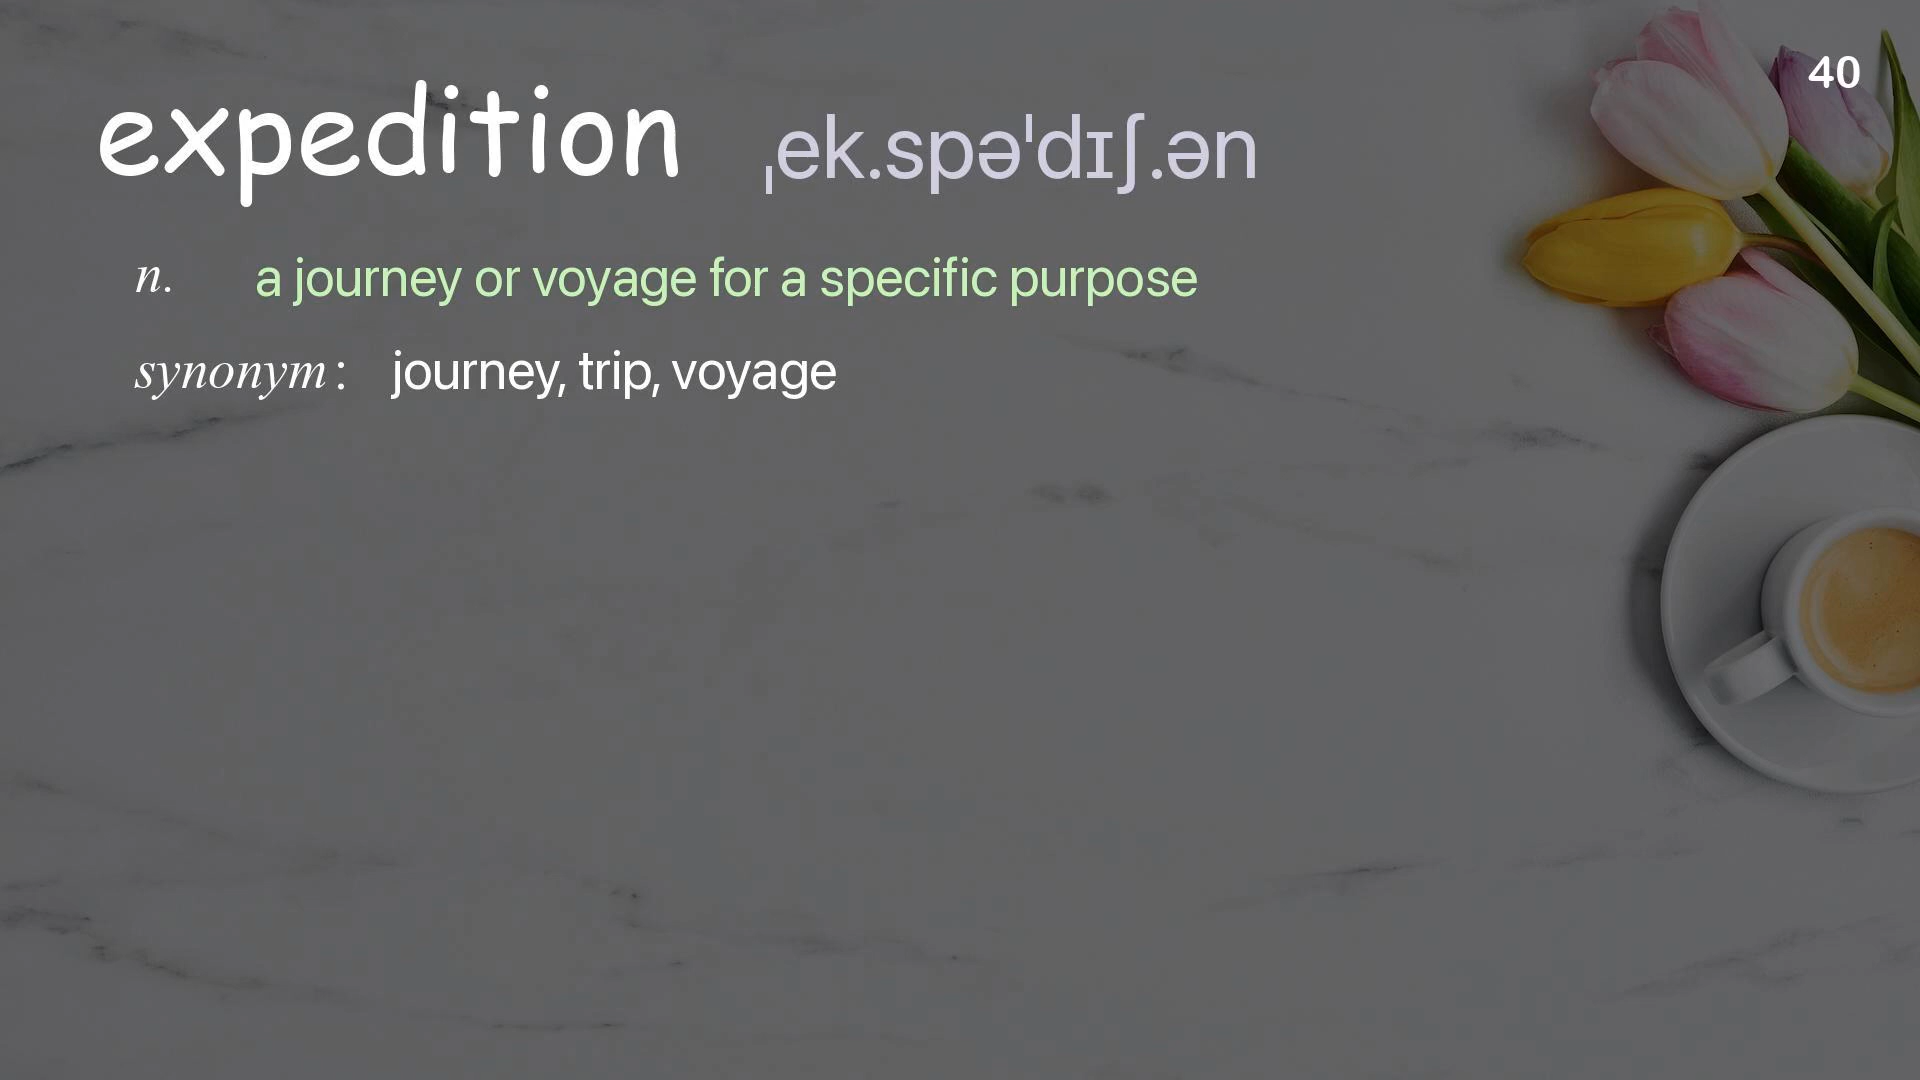 40
expedition ˌek.spəˈdɪʃ.ən
n. a journey or voyage for a specific purpose
synonym : journey, trip, voyage